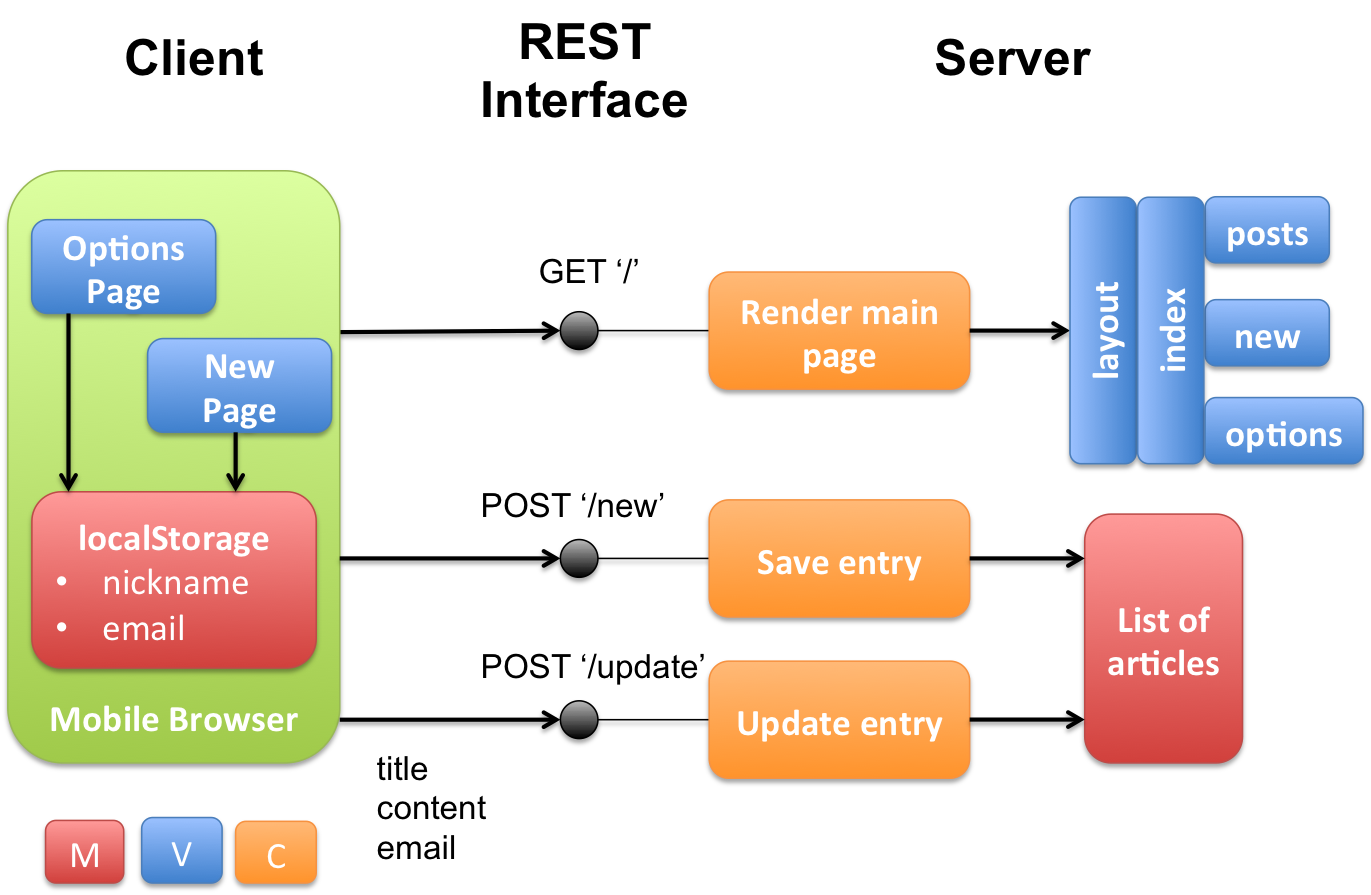 Client
REST
Interface
Server
Options
Page
New
Page
localStorage
• nickname
• email
Mobile Browser
GET ‘/’
Render main
page
layout
index
posts
new
options
POST ‘/new’
Save entry
List of
articles
POST ‘/update’
Update entry
title
content
email
M
V
C